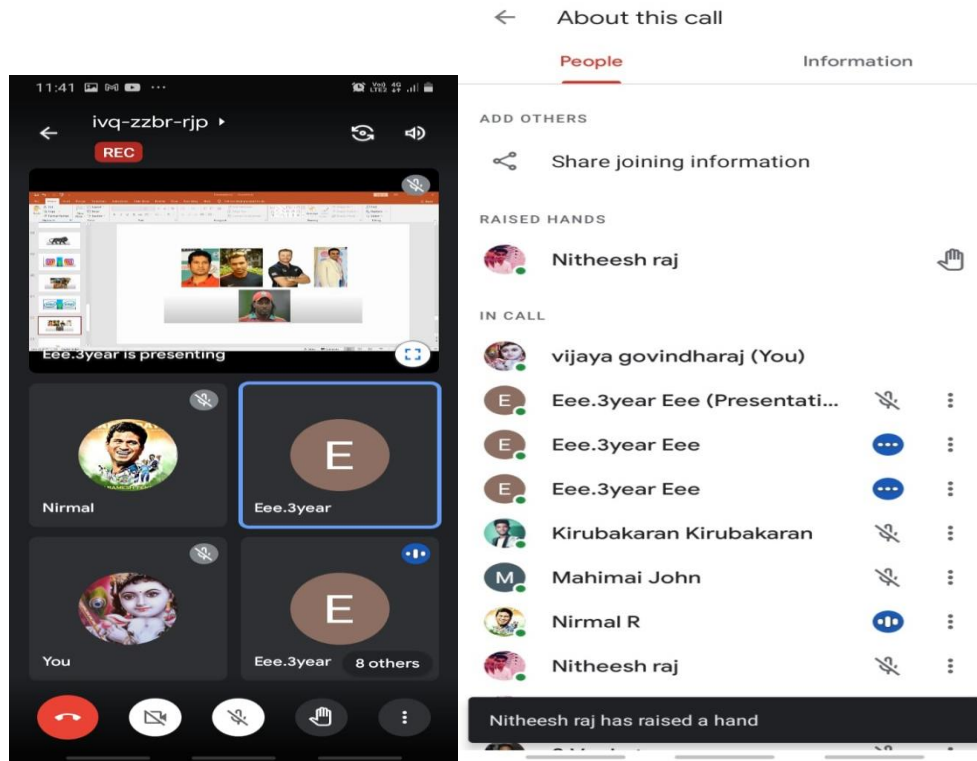 11:41
ivq-zzbr-rjp
REC
Eee.3year is presenting
Nirmal
E
Eee.3year
You
E
Eee.3year
8 others
About this call
People
Information
ADD OTHERS
Share joining information
RAISED HANDS
Nitheesh raj
IN CALL
vijaya govindharaj (You)
E
Eee.3year Eee (Presentati...
E
Eee.3year Eee
E
Eee.3year Eee
Kirubakaran Kirubakaran
M
Mahimai John
Nirmal R
Nitheesh raj
Nitheesh raj has raised a hand